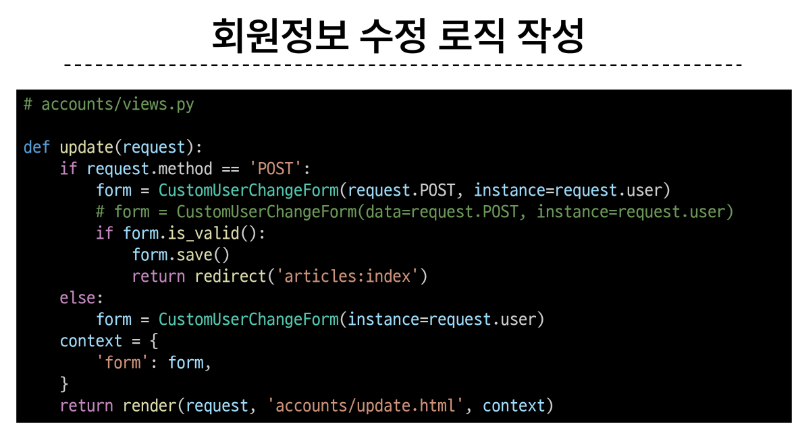 회원정보 수정 로직 작성
# accounts/views.py
def update(request):
    if request.method == 'POST':
        form = CustomUserChangeForm(request.POST, instance=request.user)
        # form = CustomUserChangeForm(data=request.POST, instance=request.user)
        if form.is_valid():
            form.save()
            return redirect('articles:index')
    else:
        form = CustomUserChangeForm(instance=request.user)
    context = {
        'form': form,
    }
    return render(request, 'accounts/update.html', context)